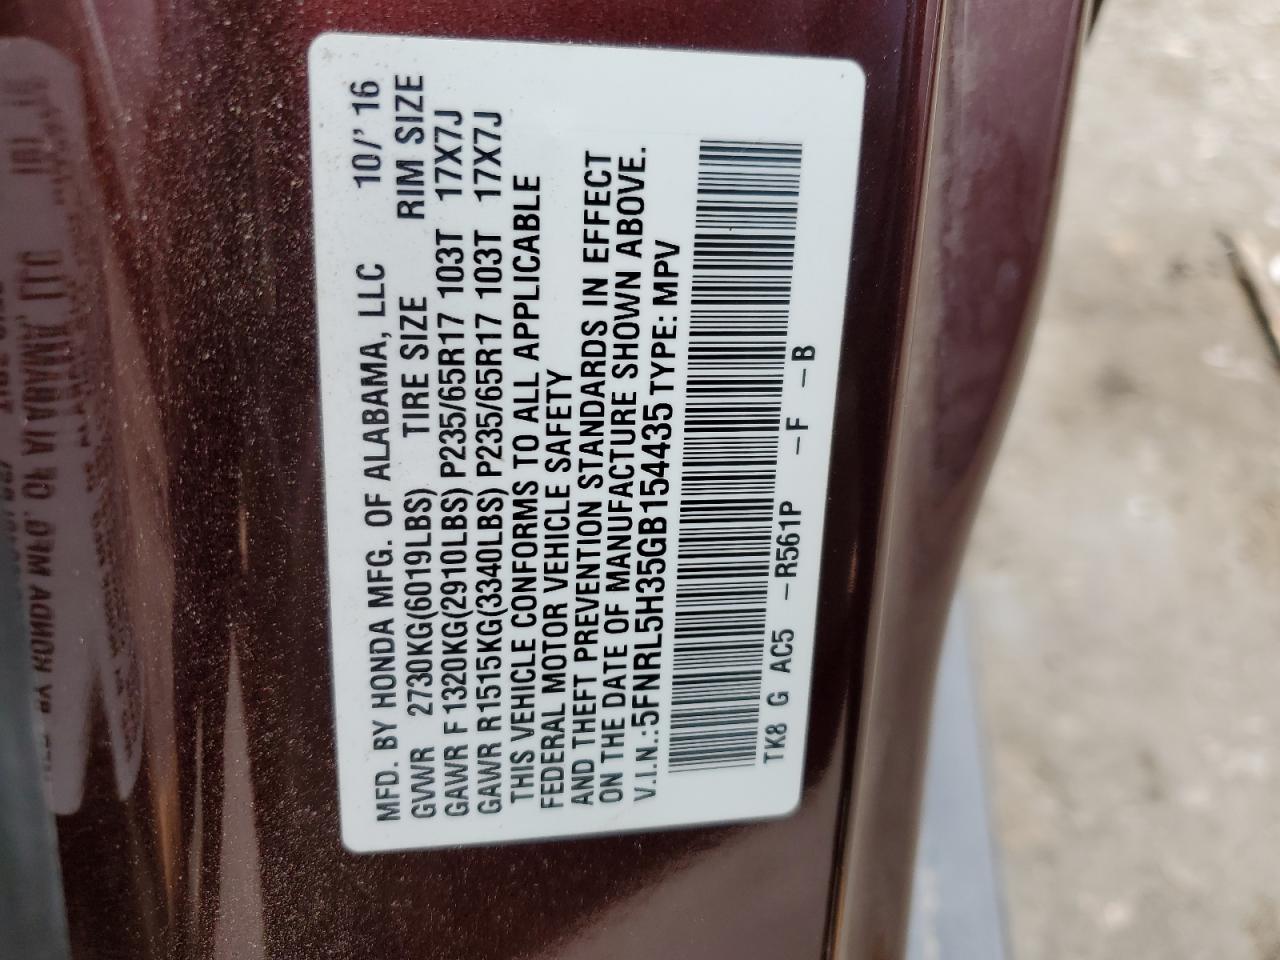 MFD. BY HONDA MFG. OF ALABAMA, LLC 10/' 16
GVWR 2730KG(6019LBS) TIRE SIZE RIM SIZE
GAWR F 1320KG(2910LBS) P235/65R17 103T 17X7J
GAWR R 1515KG(3340LBS) P235/65R17 103T 17X7J
THIS VEHICLE CONFORMS TO ALL APPLICABLE
FEDERAL MOTOR VEHICLE SAFETY
AND THEFT PREVENTION STANDARDS IN EFFECT
ON THE DATE OF MANUFACTURE SHOWN ABOVE.
V.I.N.:5FNRL5H35GB154435 TYPE: MPV
TK8 G AC5 –R561P –F –B